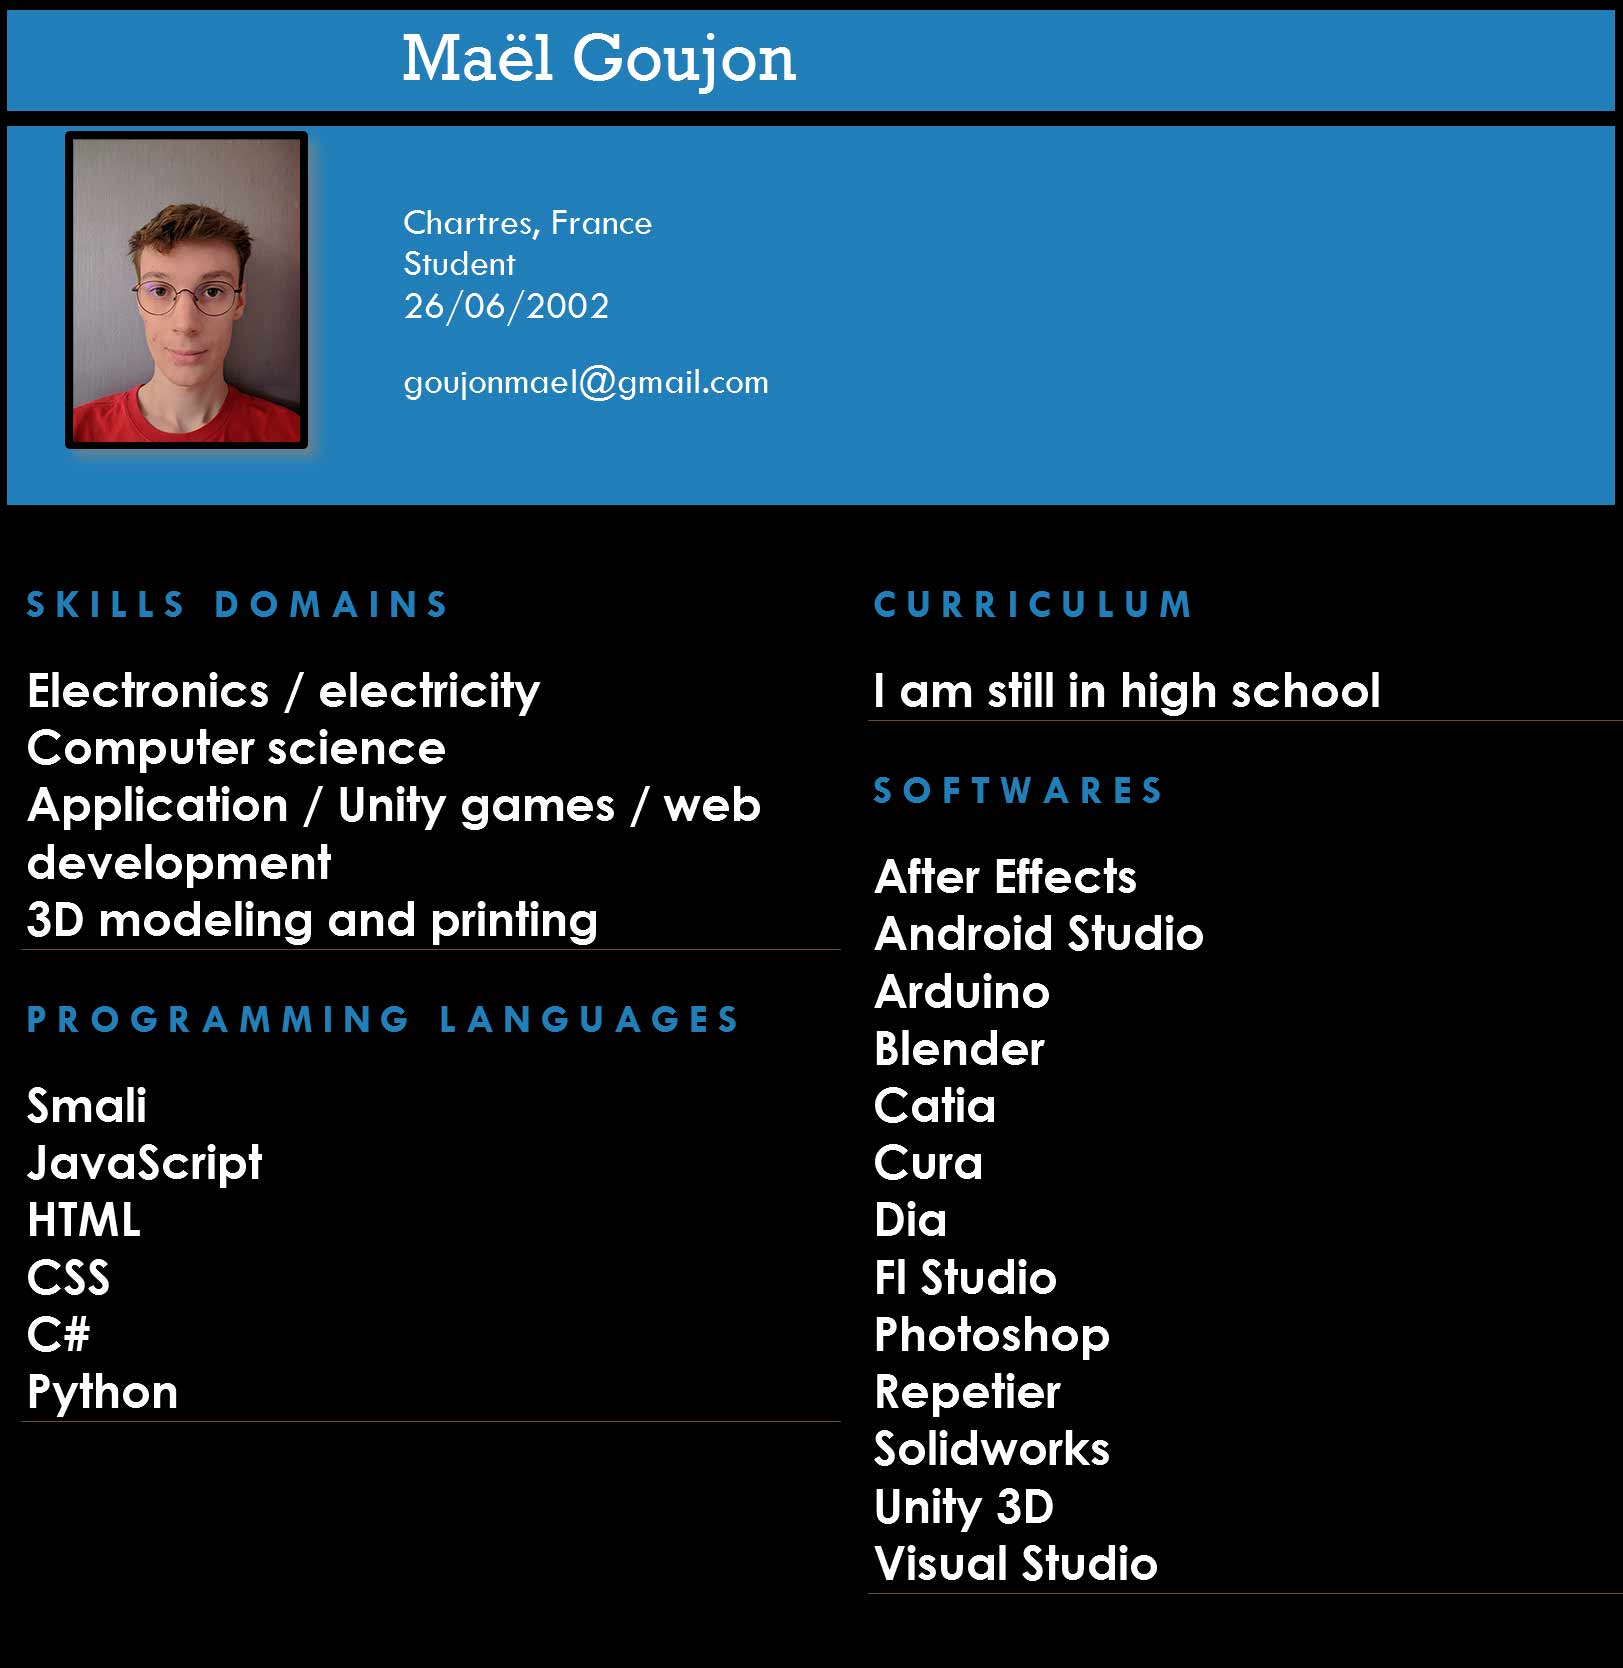 Maël Goujon
Chartres, France
Student
26/06/2002
goujonmael@gmail.com
SKILLS DOMAINS
Electronics / electricity
Computer science
Application / Unity games / web
development
3D modeling and printing
PROGRAMMING LANGUAGES
Smali
JavaScript
HTML
CSS
C#
Python
CURRICULUM
I am still in high school
SOFTWARES
After Effects
Android Studio
Arduino
Blender
Catia
Cura
Dia
Fl Studio
Photoshop
Repetier
Solidworks
Unity 3D
Visual Studio